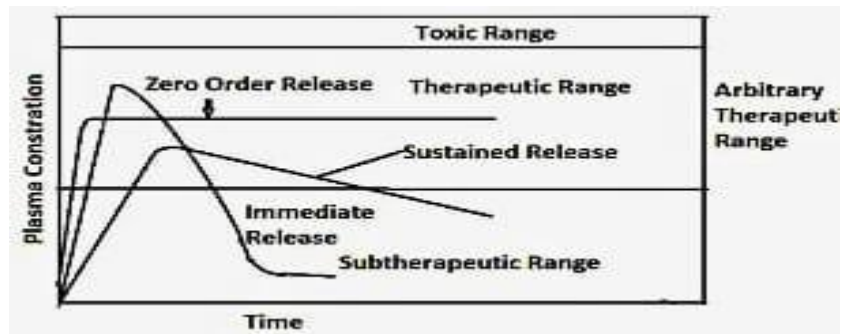 Toxic Range
Zero Order Release
Therapeutic Range
Arbitrary
Therapeuti
Range
Sustained Release
Immediate
Release
Subtherapeutic Range
Plasma Constration
Time